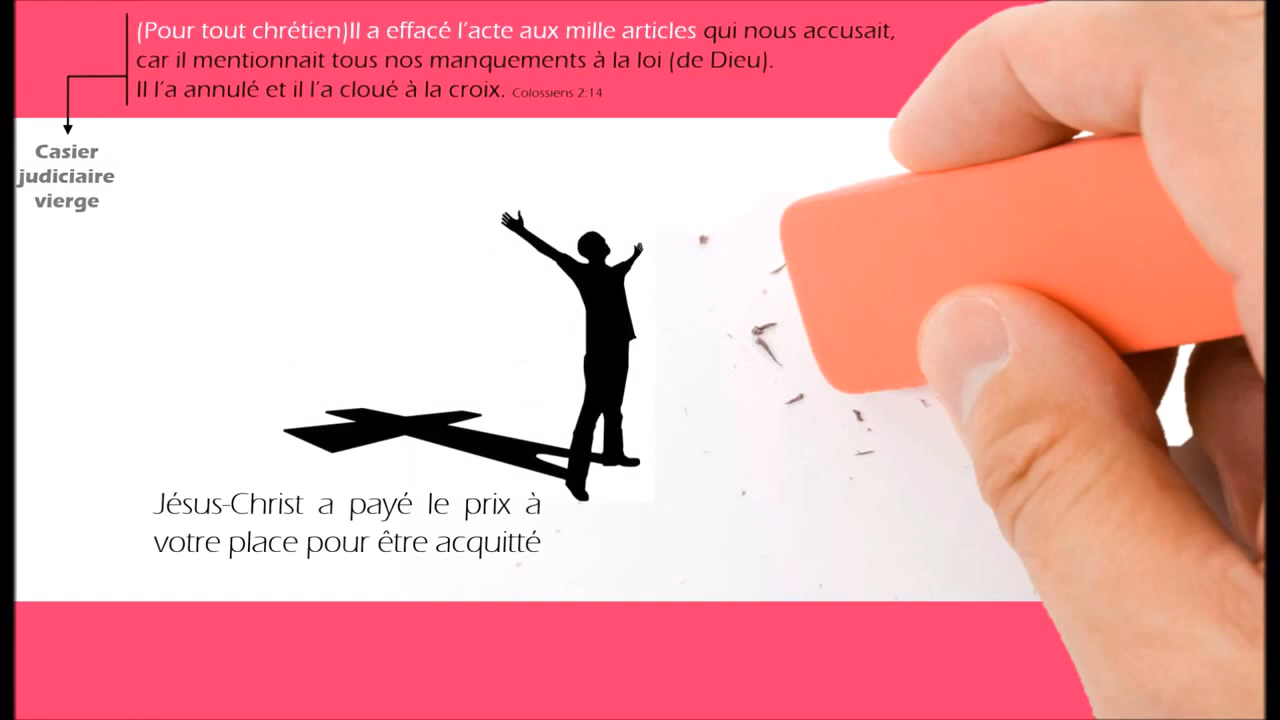 (Pour tout chrétien)Il a effacé l'acte aux mille articles qui nous accusait,
car il mentionnait tous nos manquements à la loi (de Dieu).
Il l'a annulé et il l'a cloué à la croix. Colossiens 2:14
Casier
judiciaire
vierge
Jésus-Christ a payé le prix à
votre place pour être acquitté